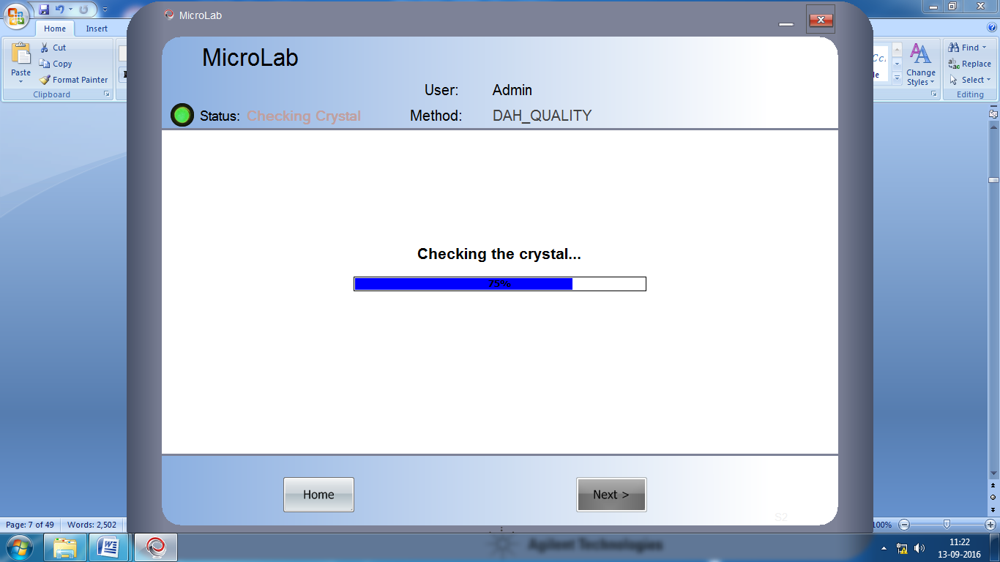 MicroLab
Home Insert
Cut
Copy
Paste
Format Painter
Clipboard
MicroLab
User: Admin
Status: Checking Crystal
Method: DAH_QUALITY
Find
Replace
Select
Change
Styles
Editing
Checking the crystal...
75%
Home
Next >
S2
Page: 7 of 49 Words: 2,502
100%
Agilent Technologies
11:22
13-09-2016